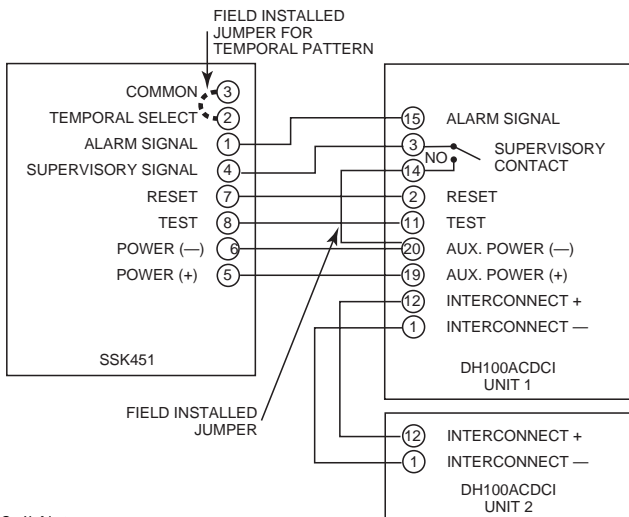 FIELD INSTALLED
JUMPER FOR
TEMPORAL PATTERN
COMMON 3
TEMPORAL SELECT 2
ALARM SIGNAL 1
SUPERVISORY SIGNAL 4
RESET 7
TEST 8
POWER (—) 6
POWER (+) 5
SSK451
15 ALARM SIGNAL
3
NO
14
SUPERVISORY
CONTACT
2 RESET
11 TEST
20 AUX. POWER (—)
19 AUX. POWER (+)
12 INTERCONNECT +
1 INTERCONNECT —
DH100ACDCI
UNIT 1
FIELD INSTALLED
JUMPER
12 INTERCONNECT +
1 INTERCONNECT —
DH100ACDCI
UNIT 2